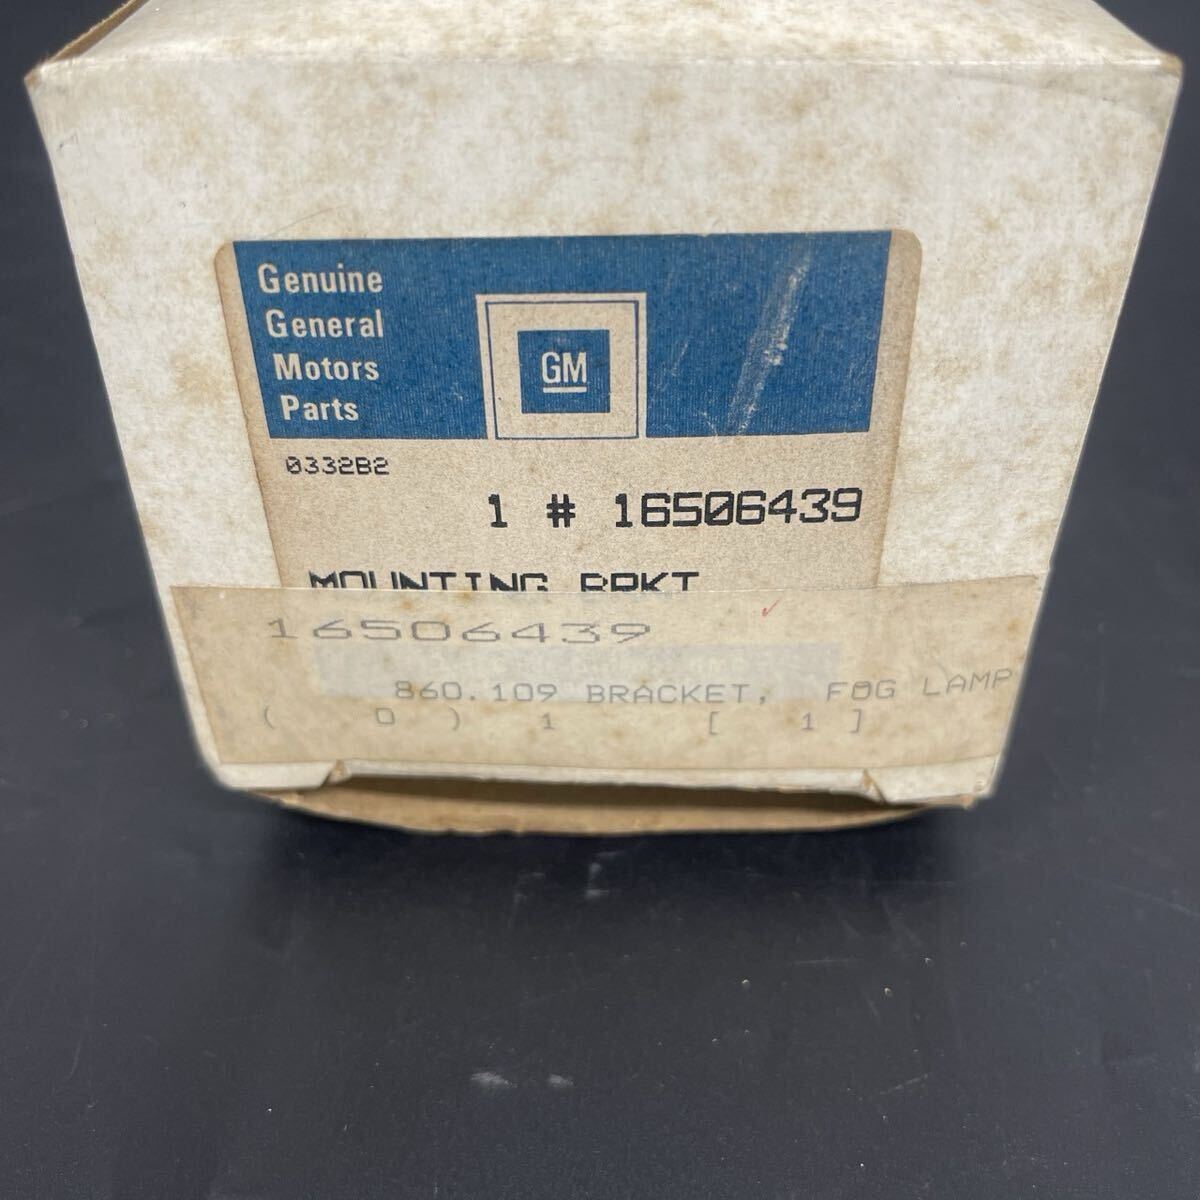 Genuine
General
Motors
Parts
GM
0332B2
1 # 16506439
MOUNTING BRKT
16506439
860.109 BRACKET, FOG LAMP
( 0 ) 1 [ 1 ]